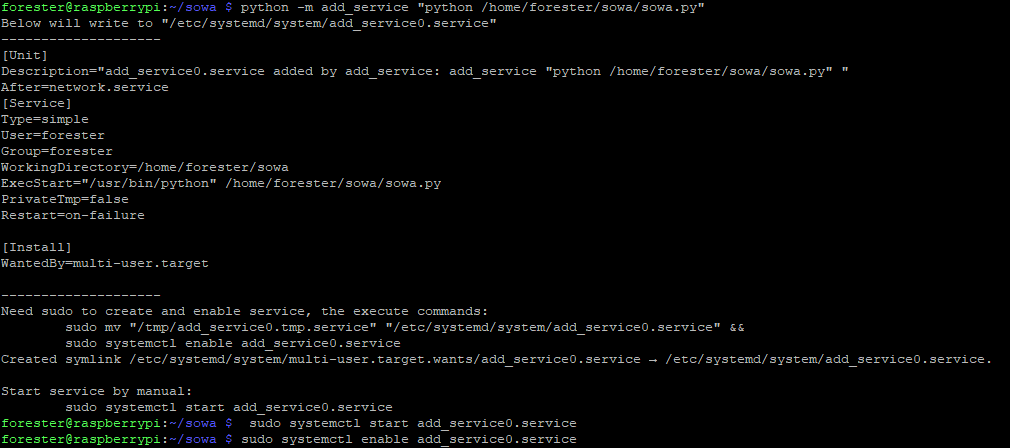 forester@raspberrypi:~/sowa $ python -m add_service "python /home/forester/sowa/sowa.py"
Below will write to "/etc/systemd/system/add_service0.service"
--------------------
[Unit]
Description="add_service0.service added by add_service: add_service "python /home/forester/sowa/sowa.py" "
After=network.service
[Service]
Type=simple
User=forester
Group=forester
WorkingDirectory=/home/forester/sowa
ExecStart="/usr/bin/python" /home/forester/sowa/sowa.py
PrivateTmp=false
Restart=on-failure
[Install]
WantedBy=multi-user.target
--------------------
Need sudo to create and enable service, the execute commands:
sudo mv "/tmp/add_service0.tmp.service" "/etc/systemd/system/add_service0.service" &&
sudo systemctl enable add_service0.service
Created symlink /etc/systemd/system/multi-user.target.wants/add_service0.service → /etc/systemd/system/add_service0.service.
Start service by manual:
sudo systemctl start add_service0.service
forester@raspberrypi:~/sowa $  sudo systemctl start add_service0.service
forester@raspberrypi:~/sowa $ sudo systemctl enable add_service0.service